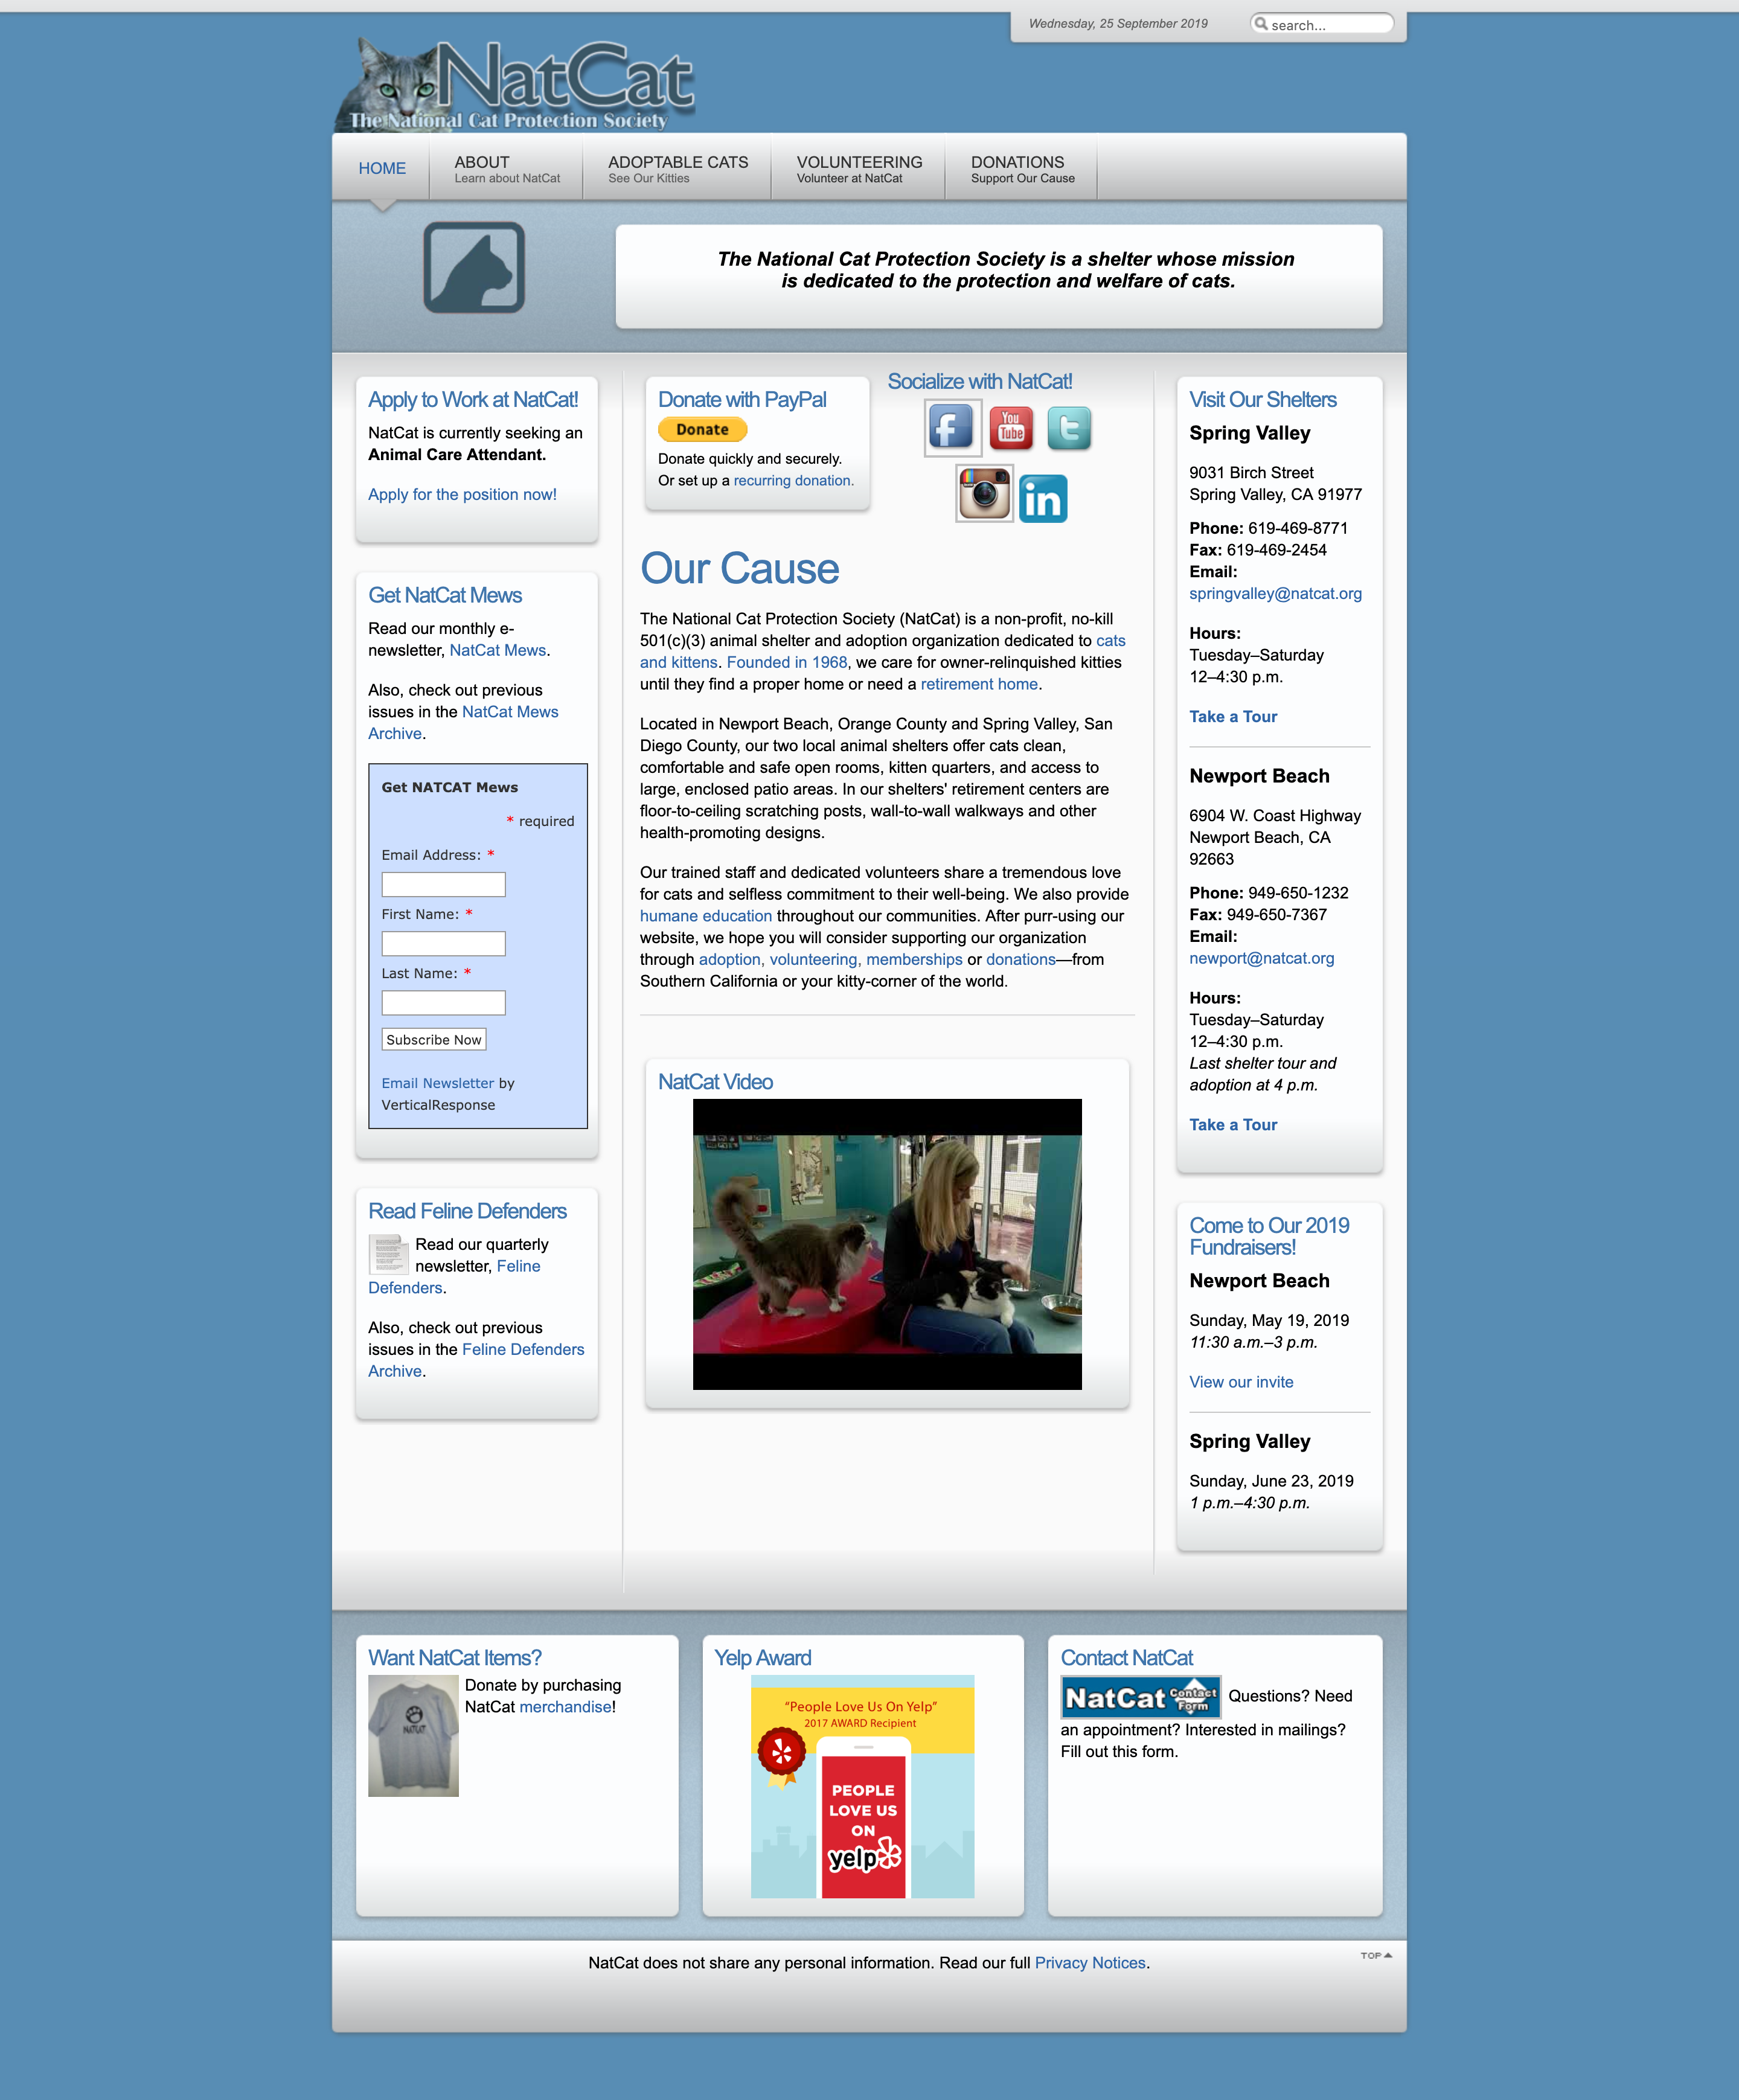 Wednesday, 25 September 2019
search...
NatCat
The National Cat Protection Society
HOME
ABOUT
Learn about NatCat
ADOPTABLE CATS
See Our Kitties
VOLUNTEERING
Volunteer at NatCat
DONATIONS
Support Our Cause
The National Cat Protection Society is a shelter whose mission
is dedicated to the protection and welfare of cats.
Apply to Work at NatCat!
NatCat is currently seeking an
Animal Care Attendant.
Apply for the position now!
Get NatCat Mews
Read our monthly e-
newsletter, NatCat Mews.
Also, check out previous
issues in the NatCat Mews
Archive.
Get NATCAT Mews
* required
Email Address: *
First Name: *
Last Name: *
Subscribe Now
Email Newsletter by
VerticalResponse
Read Feline Defenders
Read our quarterly
newsletter, Feline
Defenders.
Also, check out previous
issues in the Feline Defenders
Archive.
Donate with PayPal
Donate
Donate quickly and securely.
Or set up a recurring donation.
Socialize with NatCat!
f
You
Tube
t
in
Our Cause
The National Cat Protection Society (NatCat) is a non-profit, no-kill
501(c)(3) animal shelter and adoption organization dedicated to cats
and kittens. Founded in 1968, we care for owner-relinquished kitties
until they find a proper home or need a retirement home.
Located in Newport Beach, Orange County and Spring Valley, San
Diego County, our two local animal shelters offer cats clean,
comfortable and safe open rooms, kitten quarters, and access to
large, enclosed patio areas. In our shelters' retirement centers are
floor-to-ceiling scratching posts, wall-to-wall walkways and other
health-promoting designs.
Our trained staff and dedicated volunteers share a tremendous love
for cats and selfless commitment to their well-being. We also provide
humane education throughout our communities. After purr-using our
website, we hope you will consider supporting our organization
through adoption, volunteering, memberships or donations—from
Southern California or your kitty-corner of the world.
NatCat Video
Visit Our Shelters
Spring Valley
9031 Birch Street
Spring Valley, CA 91977
Phone: 619-469-8771
Fax: 619-469-2454
Email:
springvalley@natcat.org
Hours:
Tuesday–Saturday
12–4:30 p.m.
Take a Tour
Newport Beach
6904 W. Coast Highway
Newport Beach, CA
92663
Phone: 949-650-1232
Fax: 949-650-7367
Email:
newport@natcat.org
Hours:
Tuesday–Saturday
12–4:30 p.m.
Last shelter tour and
adoption at 4 p.m.
Take a Tour
Come to Our 2019
Fundraisers!
Newport Beach
Sunday, May 19, 2019
11:30 a.m.–3 p.m.
View our invite
Spring Valley
Sunday, June 23, 2019
1 p.m.–4:30 p.m.
Want NatCat Items?
NATCAT
Donate by purchasing
NatCat merchandise!
Yelp Award
“People Love Us On Yelp”
2017 AWARD Recipient
PEOPLE
LOVE US
ON
yelp
Contact NatCat
NatCat Contact Form
Questions? Need
an appointment? Interested in mailings?
Fill out this form.
NatCat does not share any personal information. Read our full Privacy Notices.
TOP